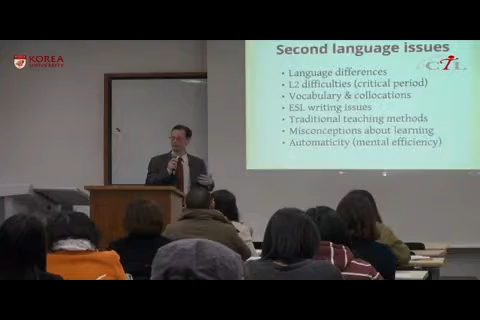 KOREA
UNIVERSITY
Second language issues
CTL
• Language differences
• L2 difficulties (critical period)
• Vocabulary & collocations
• ESL writing issues
• Traditional teaching methods
• Misconceptions about learning
• Automaticity (mental efficiency)